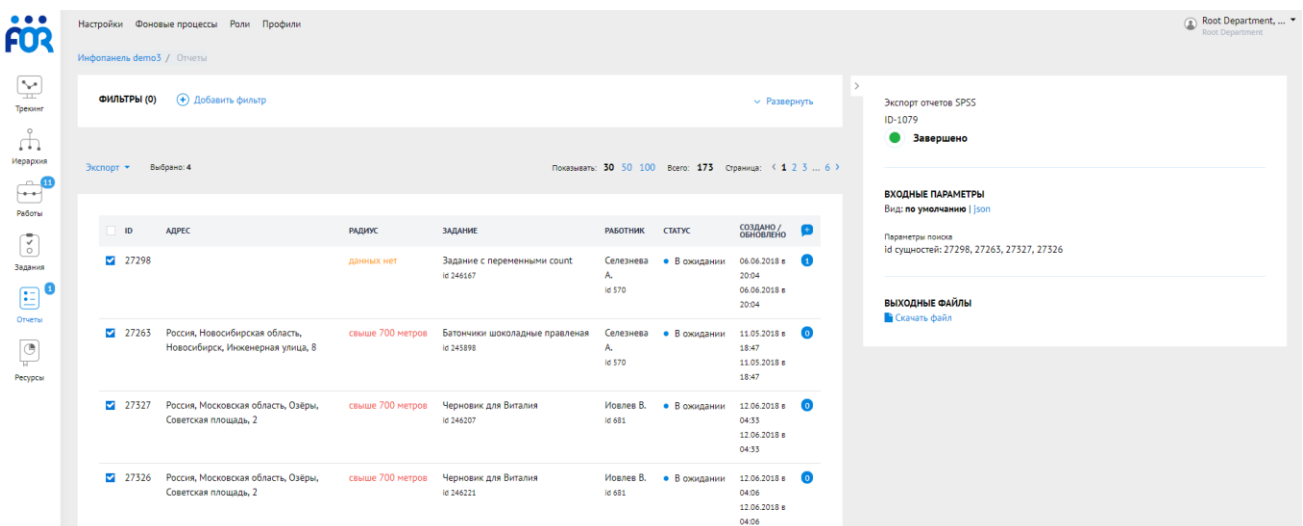 FOR
Настройки Фоновые процессы Роли Профили
Root Department, ...
Root Department
Инфопанель demo3 / Отчеты
Трекинг
Иерархия
11
Работы
Задания
1
Отчеты
Ресурсы
ФИЛЬТРЫ (0) Добавить фильтр Развернуть
Экспорт Выбрано: 4 Показывать: 30 50 100 Всего: 173 Страница: < 1 2 3 ... 6 >
ID АДРЕС РАДИУС ЗАДАНИЕ РАБОТНИК СТАТУС СОЗДАНО /
ОБНОВЛЕНО
27298 данных нет Задание с переменными count Селезнева В ожидании 06.06.2018 в 1
id 246167 А. 20:04
id 570 06.06.2018 в
20:04
27263 Россия, Новосибирская область, свыше 700 метров Батончики шоколадные правленая Селезнева В ожидании 11.05.2018 в 0
Новосибирск, Инженерная улица, 8 id 245898 А. 18:47
id 570 11.05.2018 в
18:47
27327 Россия, Московская область, Озёры, свыше 700 метров Черновик для Виталия Иовлев В. В ожидании 12.06.2018 в 0
Советская площадь, 2 id 246207 id 681 04:33
12.06.2018 в
04:33
27326 Россия, Московская область, Озёры, свыше 700 метров Черновик для Виталия Иовлев В. В ожидании 12.06.2018 в 0
Советская площадь, 2 id 246221 id 681 04:06
12.06.2018 в
04:06
Экспорт отчетов SPSS
ID-1079
Завершено
ВХОДНЫЕ ПАРАМЕТРЫ
Вид: по умолчанию | json
Параметры поиска
id сущностей: 27298, 27263, 27327, 27326
ВЫХОДНЫЕ ФАЙЛЫ
Скачать файл